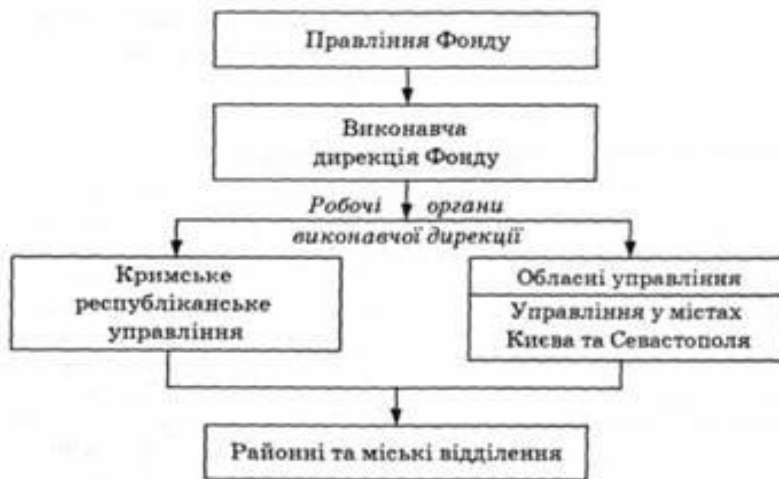 Правління Фонду
Виконавча
дирекція Фонду
Робочі органи
виконавчої дирекції
Кримське
республіканське
управління
Обласні управління
Управління у містах
Києва та Севастополя
Районні та міські відділення